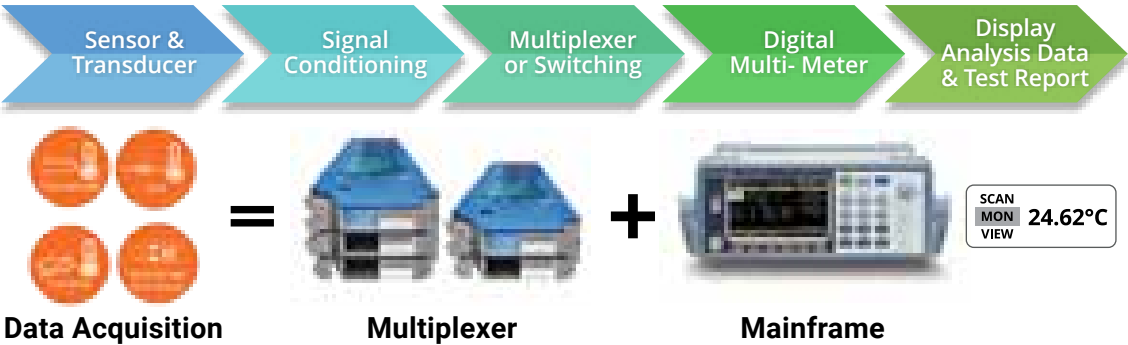 Sensor &
Transducer
Signal
Conditioning
Multiplexer
or Switching
Digital
Multi- Meter
Display
Analysis Data
& Test Report
=
+
SCAN
MON
VIEW
24.62°C
Data Acquisition
Multiplexer
Mainframe